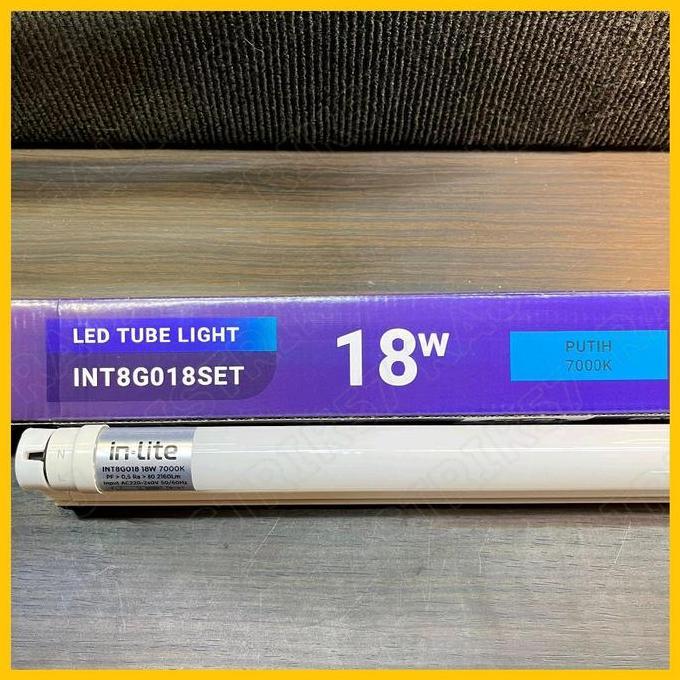 LED TUBE LIGHT
INT8G018SET
18W
PUTIH
7000K
in-lite
N
L
INT8G018 18W 7000K
PF > 0,5 Ra > 80 2160Lm
Input AC220-240V 50/60Hz